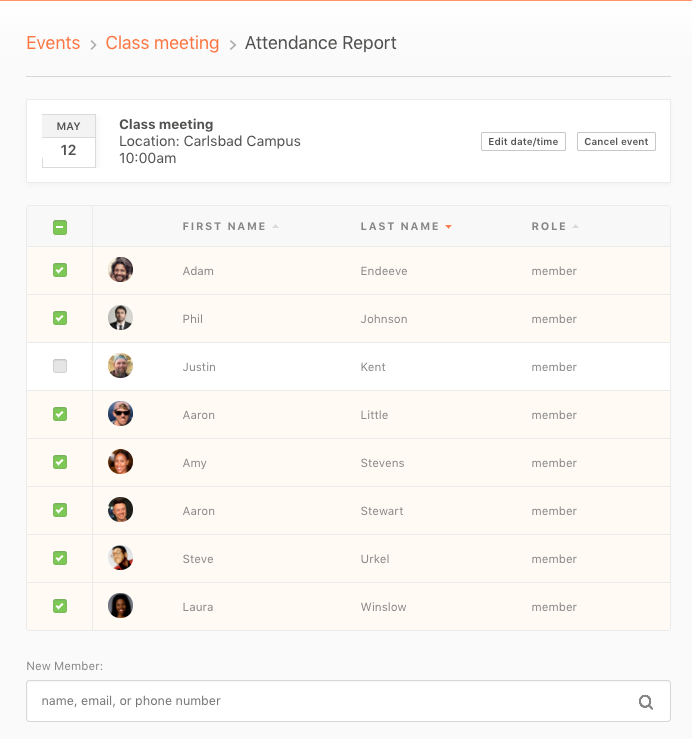 Events > Class meeting > Attendance Report
MAY
12
Class meeting
Location: Carlsbad Campus
10:00am
Edit date/time Cancel event
FIRST NAME LAST NAME ROLE
Adam Endeeve member
Phil Johnson member
Justin Kent member
Aaron Little member
Amy Stevens member
Aaron Stewart member
Steve Urkel member
Laura Winslow member
New Member:
name, email, or phone number